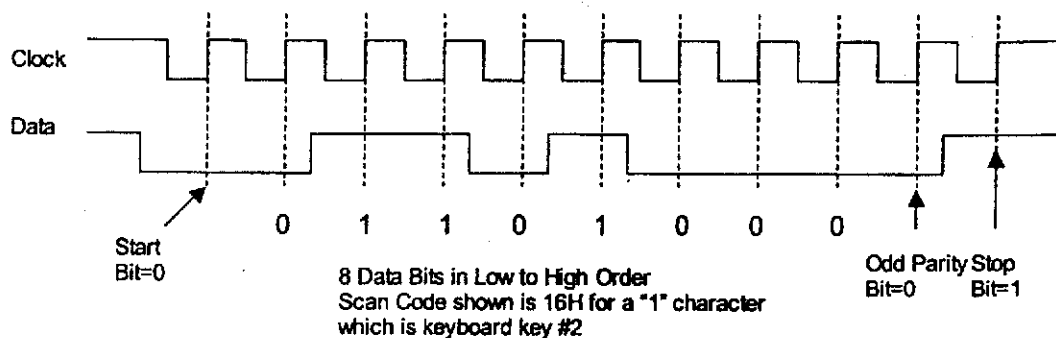 Clock
Data
0 1 1 0 1 0 0 0
Start
Bit=0
8 Data Bits in Low to High Order
Scan Code shown is 16H for a "1" character
which is keyboard key #2
Odd Parity Stop
Bit=0 Bit=1